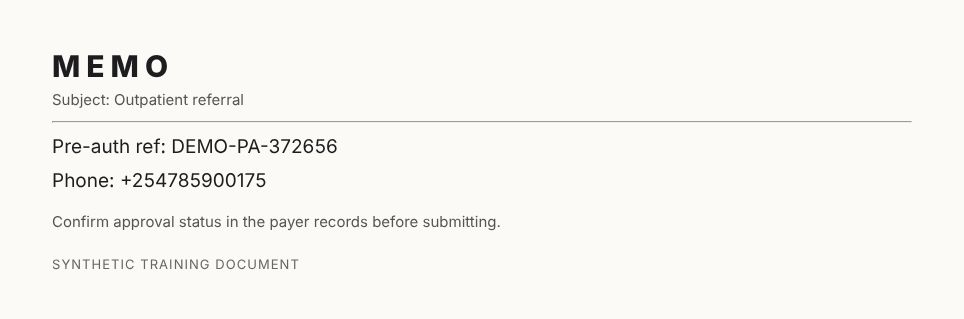 MEMO
Subject: Outpatient referral
Pre-auth ref: DEMO-PA-372656
Phone: +254785900175
Confirm approval status in the payer records before submitting.
SYNTHETIC TRAINING DOCUMENT